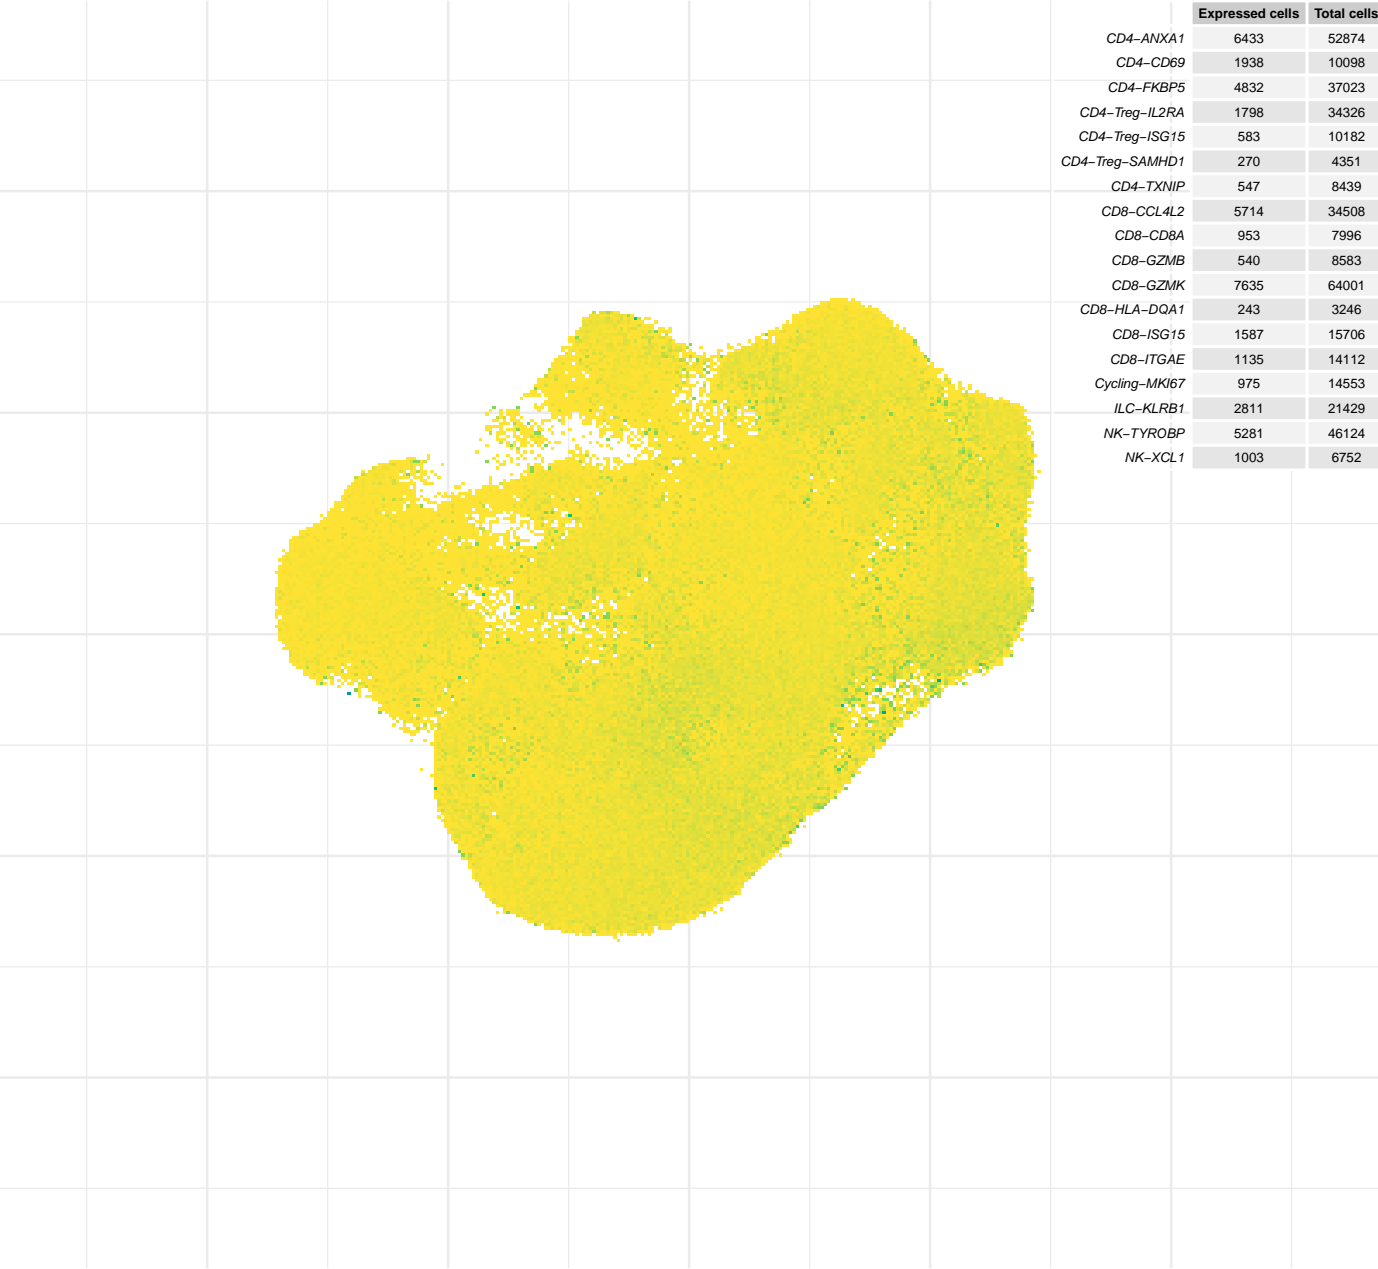 Expressed cells Total cells
CD4−ANXA1 6433 52874
CD4−CD69 1938 10098
CD4−FKBP5 4832 37023
CD4−Treg−IL2RA 1798 34326
CD4−Treg−ISG15 583 10182
CD4−Treg−SAMHD1 270 4351
CD4−TXNIP 547 8439
CD8−CCL4L2 5714 34508
CD8−CD8A 953 7996
CD8−GZMB 540 8583
CD8−GZMK 7635 64001
CD8−HLA−DQA1 243 3246
CD8−ISG15 1587 15706
CD8−ITGAE 1135 14112
Cycling−MKI67 975 14553
ILC−KLRB1 2811 21429
NK−TYROBP 5281 46124
NK−XCL1 1003 6752